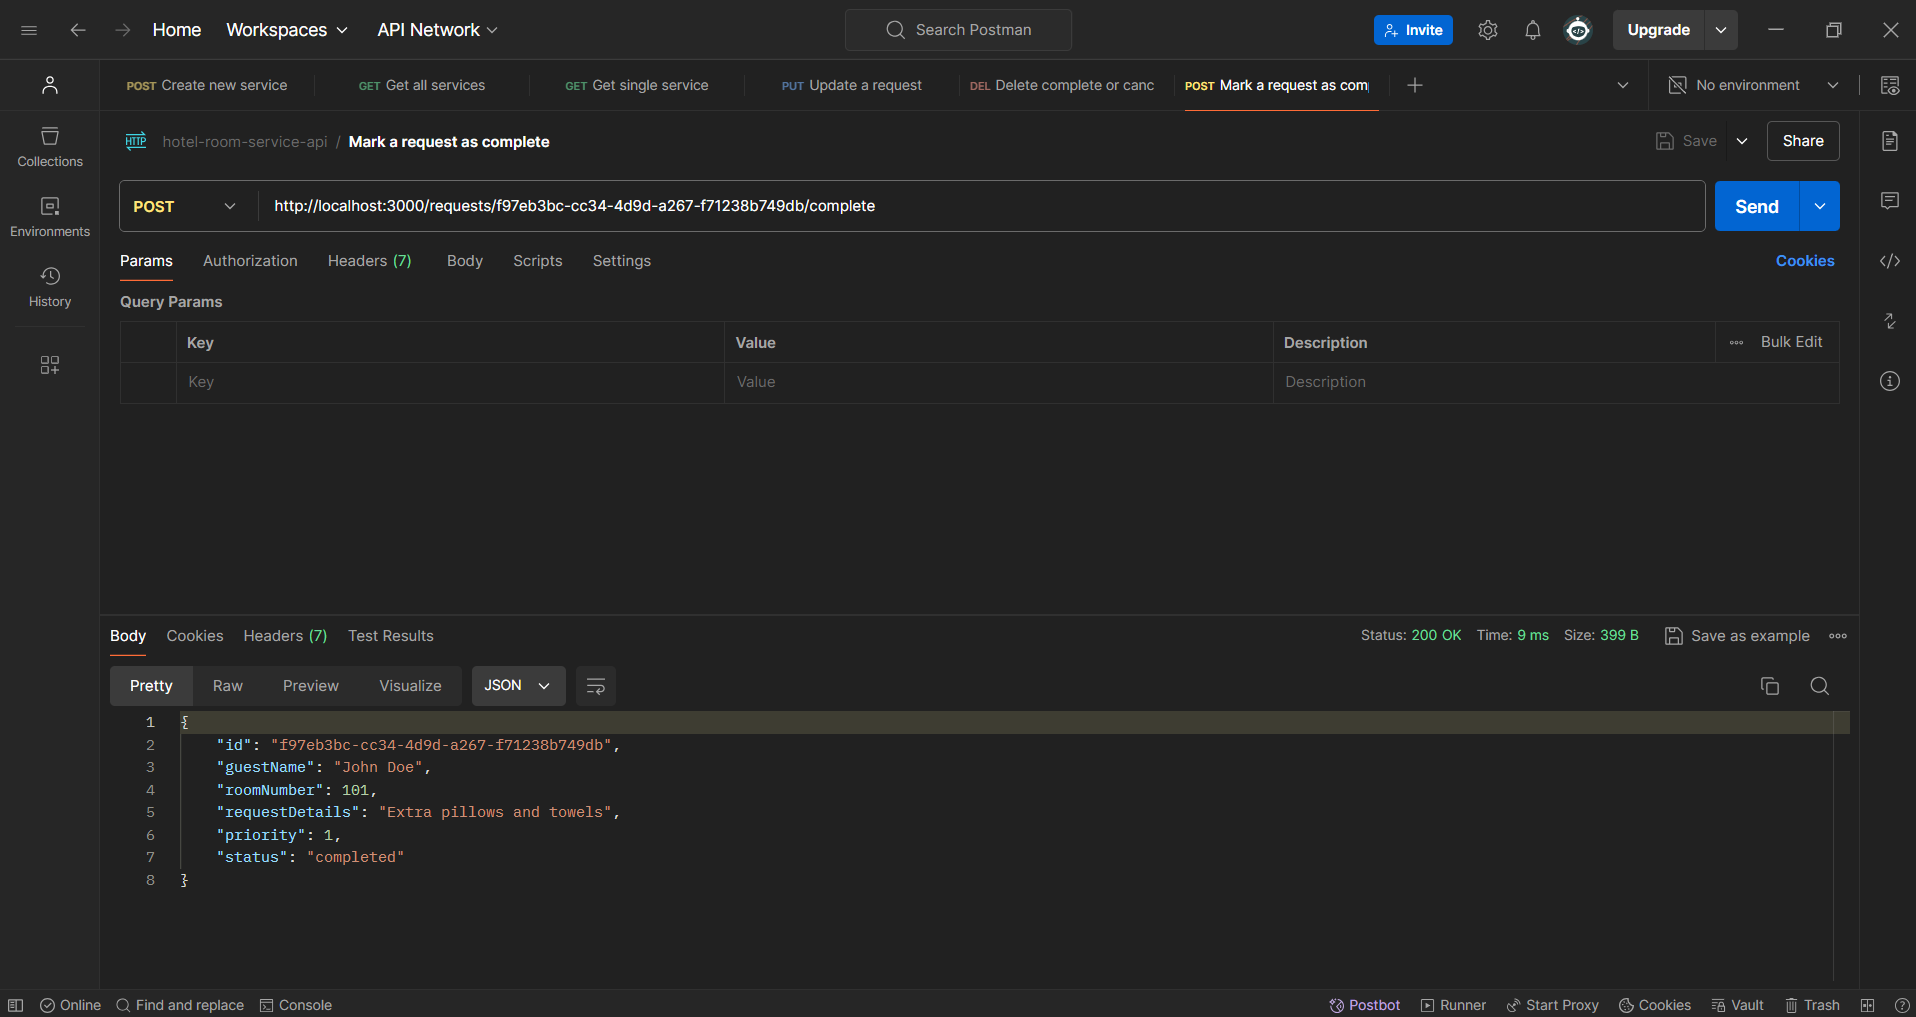 Home Workspaces API Network Search Postman Invite Upgrade
POST Create new service GET Get all services GET Get single service PUT Update a request DEL Delete complete or canc POST Mark a request as com No environment
Collections
Environments
History
HTTP hotel-room-service-api / Mark a request as complete Save Share
POST http://localhost:3000/requests/f97eb3bc-cc34-4d9d-a267-f71238b749db/complete Send
Params Authorization Headers (7) Body Scripts Settings Cookies
Query Params
Key Value Description Bulk Edit
Key Value Description
Body Cookies Headers (7) Test Results Status: 200 OK Time: 9 ms Size: 399 B Save as example
Pretty Raw Preview Visualize JSON
1 {
2 "id": "f97eb3bc-cc34-4d9d-a267-f71238b749db",
3 "guestName": "John Doe",
4 "roomNumber": 101,
5 "requestDetails": "Extra pillows and towels",
6 "priority": 1,
7 "status": "completed"
8 }
Online Find and replace Console Postbot Runner Start Proxy Cookies Vault Trash